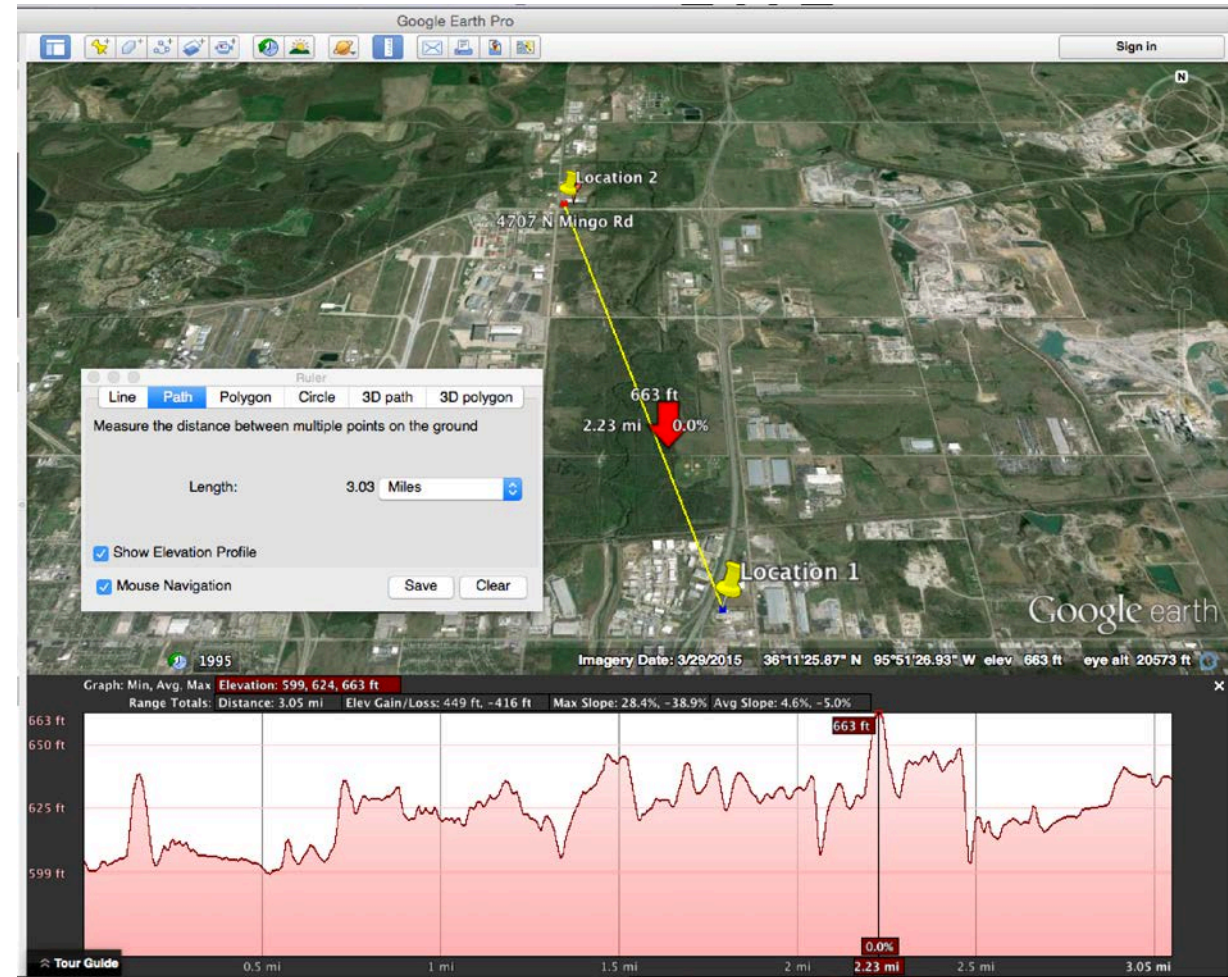 Google Earth Pro
Sign in
N
Location 2
4707 N Mingo Rd
663 ft
2.23 mi 0.0%
Ruler
Line Path Polygon Circle 3D path 3D polygon
Measure the distance between multiple points on the ground
Length: 3.03 Miles
Show Elevation Profile
Mouse Navigation Save Clear
Location 1
Google earth
1995 Imagery Date: 3/29/2015 36°11'25.87" N 95°51'26.93" W elev 663 ft eye alt 20573 ft
Graph: Min, Avg, Max Elevation: 599, 624, 663 ft
Range Totals: Distance: 3.05 mi Elev Gain/Loss: 449 ft, -416 ft Max Slope: 28.4%, -38.9% Avg Slope: 4.6%, -5.0%
663 ft
663 ft
650 ft
625 ft
599 ft
0.0%
Tour Guide 0.5 mi 1 mi 1.5 mi 2 mi 2.23 mi 2.5 mi 3.05 mi